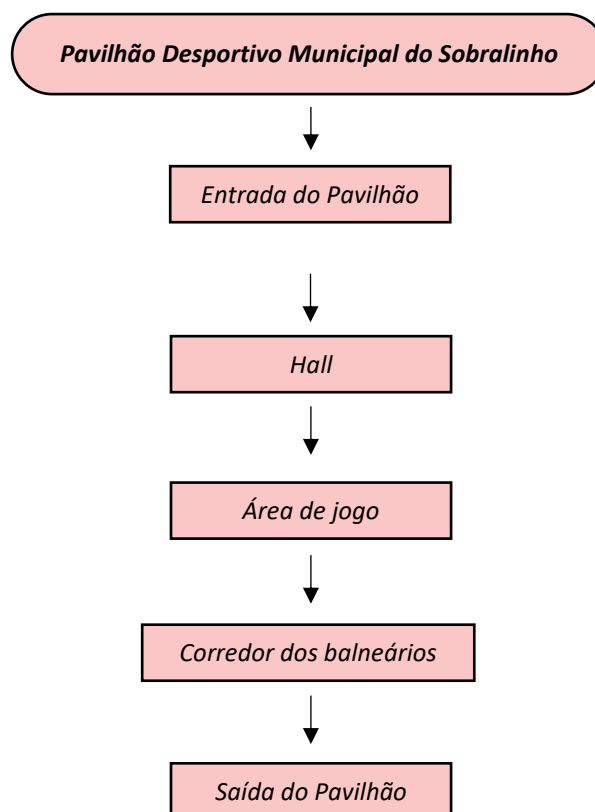 Pavilhão Desportivo Municipal do Sobralinho
Entrada do Pavilhão
Hall
Área de jogo
Corredor dos balneários
Saída do Pavilhão